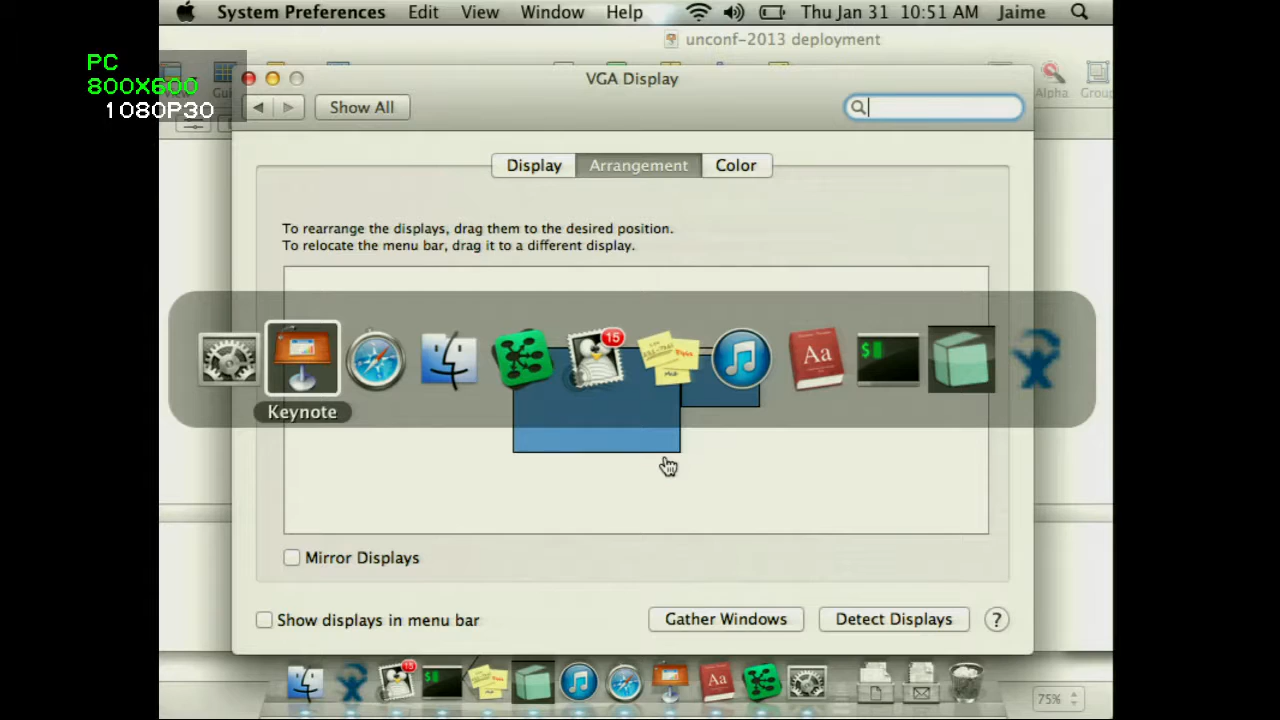 System Preferences Edit View Window Help Thu Jan 31 10:51 AM Jaime
unconf-2013 deployment
PC
800X600
1080P30
VGA Display
Alpha
Show All
Display Arrangement Color
To rearrange the displays, drag them to the desired position.
To relocate the menu bar, drag it to a different display.
15
Aa
$
Keynote
Mirror Displays
Show displays in menu bar
Gather Windows Detect Displays ?
15
$
Aa
75%